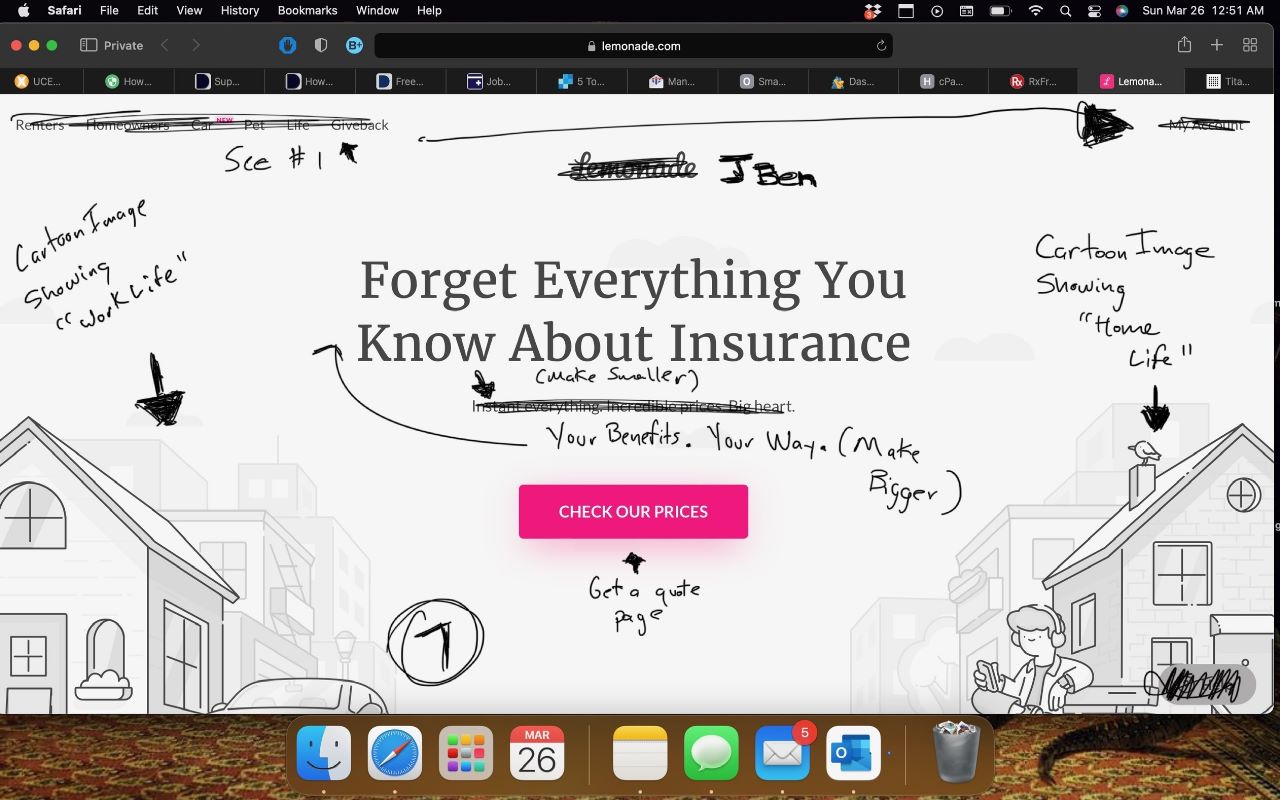 Safari File Edit View History Bookmarks Window Help
3
Sun Mar 26 12:51 AM
Private
B+
lemonade.com
UCE...
How...
Sup...
How...
Free...
Job...
5 To...
Man...
Sma...
Das...
H cPa...
Rx RxFr...
Lemona...
Tita...
Renters Homeowners Car NEW Pet Life Giveback
My Account
See #1
Lemonade J Ben
Cartoon Image
Showing
"Work Life"
Cartoon Image
Showing
"Home
Life"
Forget Everything You
Know About Insurance
(Make Smaller)
Instant everything. Incredible prices. Big heart.
Your Benefits. Your Way. (Make
Bigger)
CHECK OUR PRICES
Get a quote
page
MAR
26
5